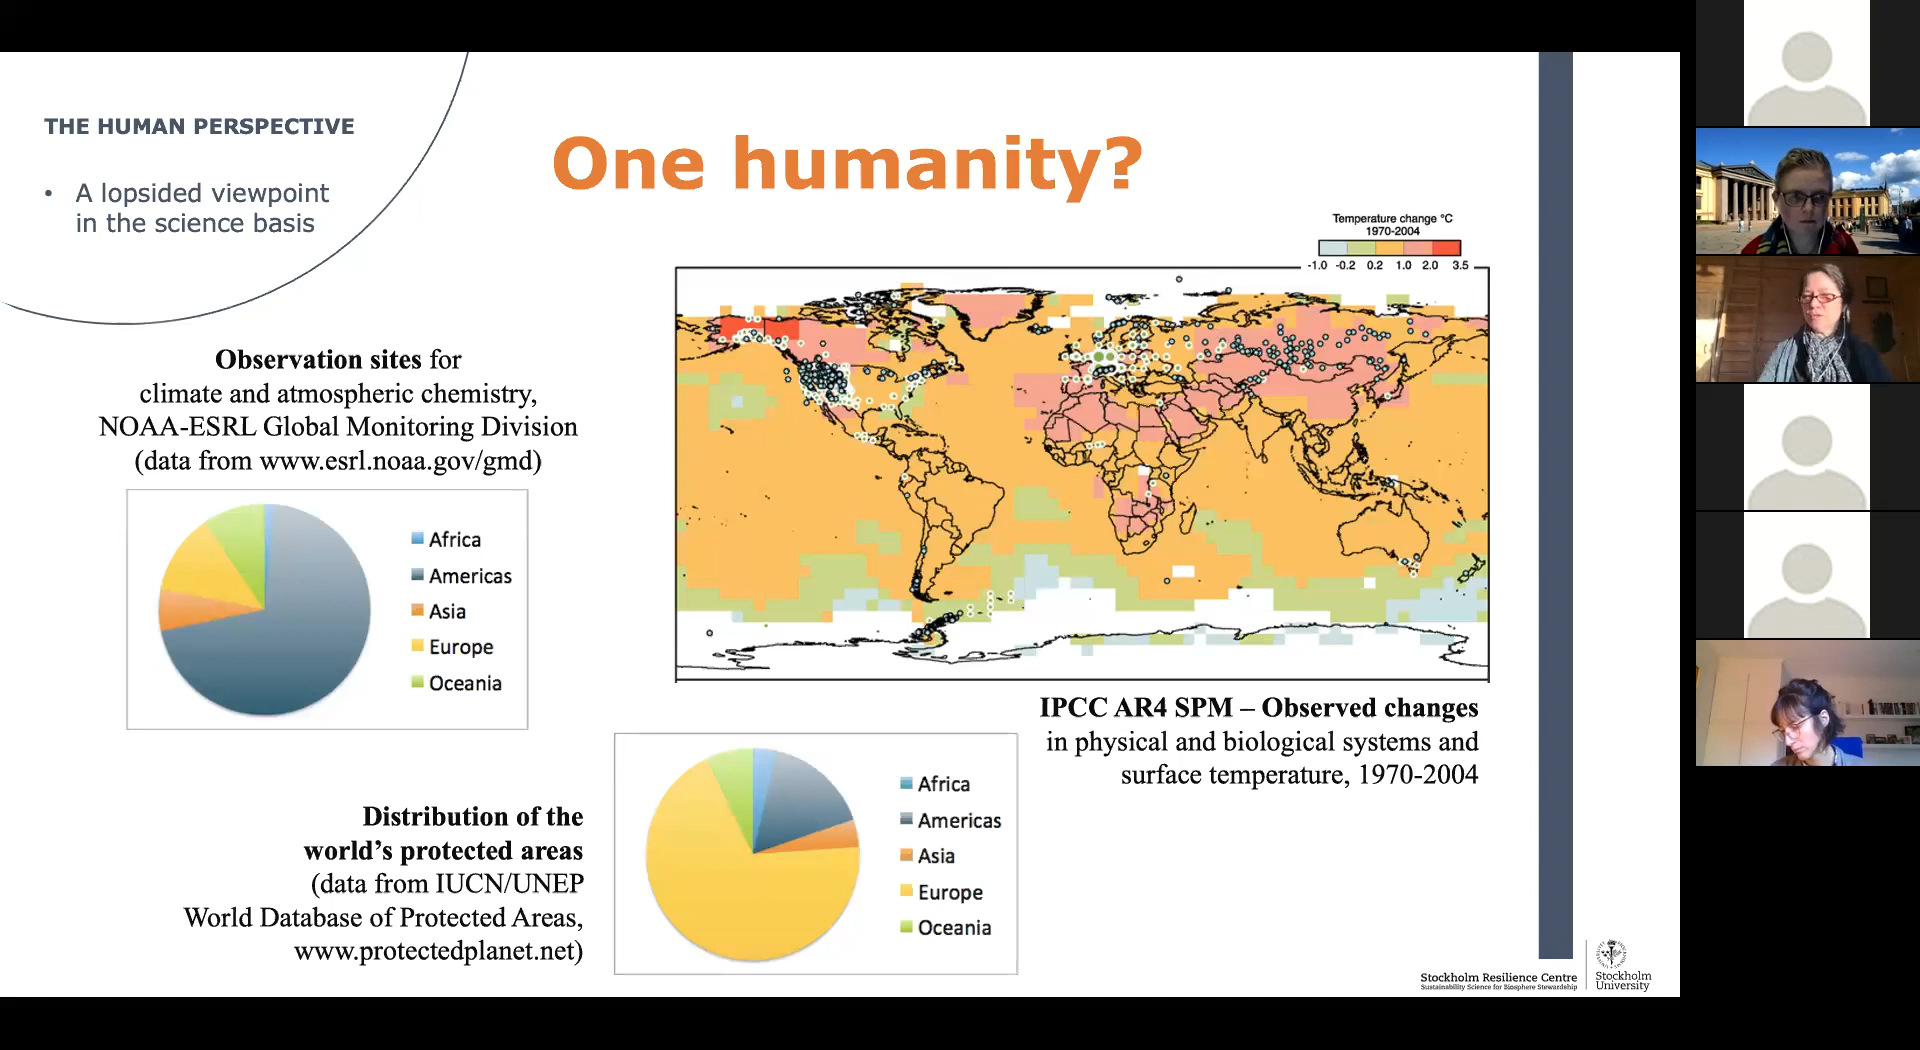 THE HUMAN PERSPECTIVE
• A lopsided viewpoint
in the science basis
One humanity?
Temperature change °C
1970-2004
-1.0 -0.2 0.2 1.0 2.0 3.5
Observation sites for
climate and atmospheric chemistry,
NOAA-ESRL Global Monitoring Division
(data from www.esrl.noaa.gov/gmd)
Africa
Americas
Asia
Europe
Oceania
IPCC AR4 SPM – Observed changes
in physical and biological systems and
surface temperature, 1970-2004
Distribution of the
world’s protected areas
(data from IUCN/UNEP
World Database of Protected Areas,
www.protectedplanet.net)
Africa
Americas
Asia
Europe
Oceania
Stockholm Resilience Centre
Sustainability Science for Biosphere Stewardship
Stockholm
University